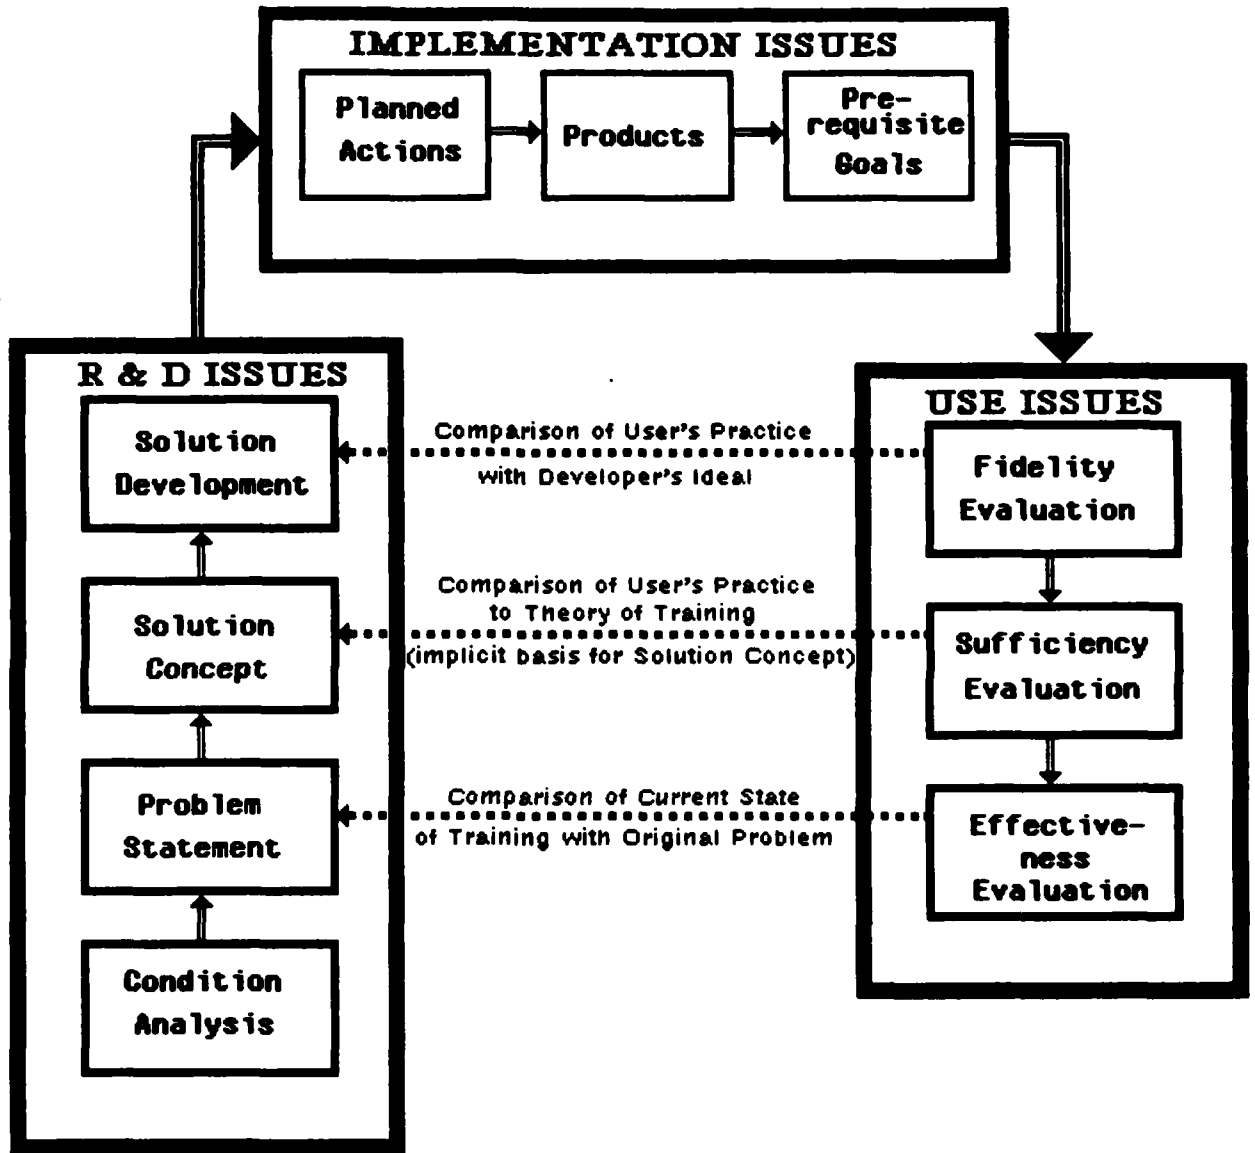 IMPLEMENTATION ISSUES
Planned
Actions
Products
Pre-
requisite
Goals
R & D ISSUES
Solution
Development
Solution
Concept
Problem
Statement
Condition
Analysis
Comparison of User's Practice
with Developer's Ideal
Comparison of User's Practice
to Theory of Training
(implicit basis for Solution Concept)
Comparison of Current State
of Training with Original Problem
USE ISSUES
Fidelity
Evaluation
Sufficiency
Evaluation
Effective-
ness
Evaluation